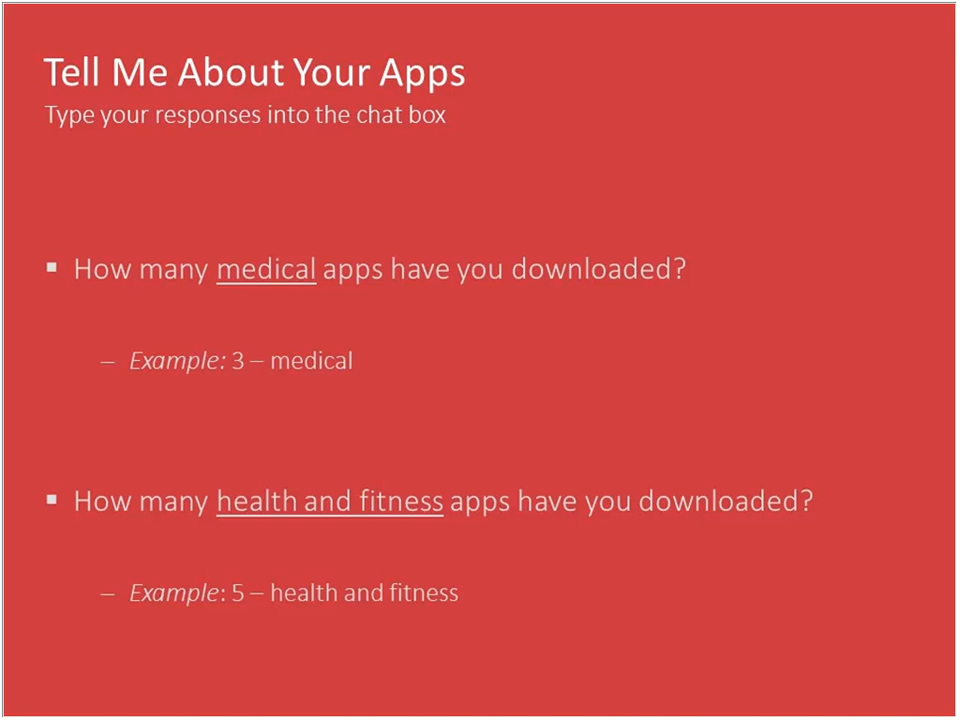 Tell Me About Your Apps
Type your responses into the chat box
▪ How many medical apps have you downloaded?
– Example: 3 – medical
▪ How many health and fitness apps have you downloaded?
– Example: 5 – health and fitness